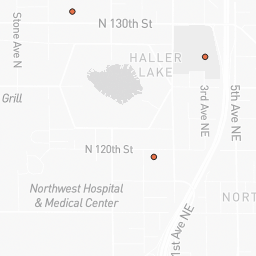 Stone Ave N
N 130th St
HALLER
LAKE
3rd Ave NE
5th Ave NE
Grill
N 120th St
Northwest Hospital
& Medical Center
NORT
1st Ave NE